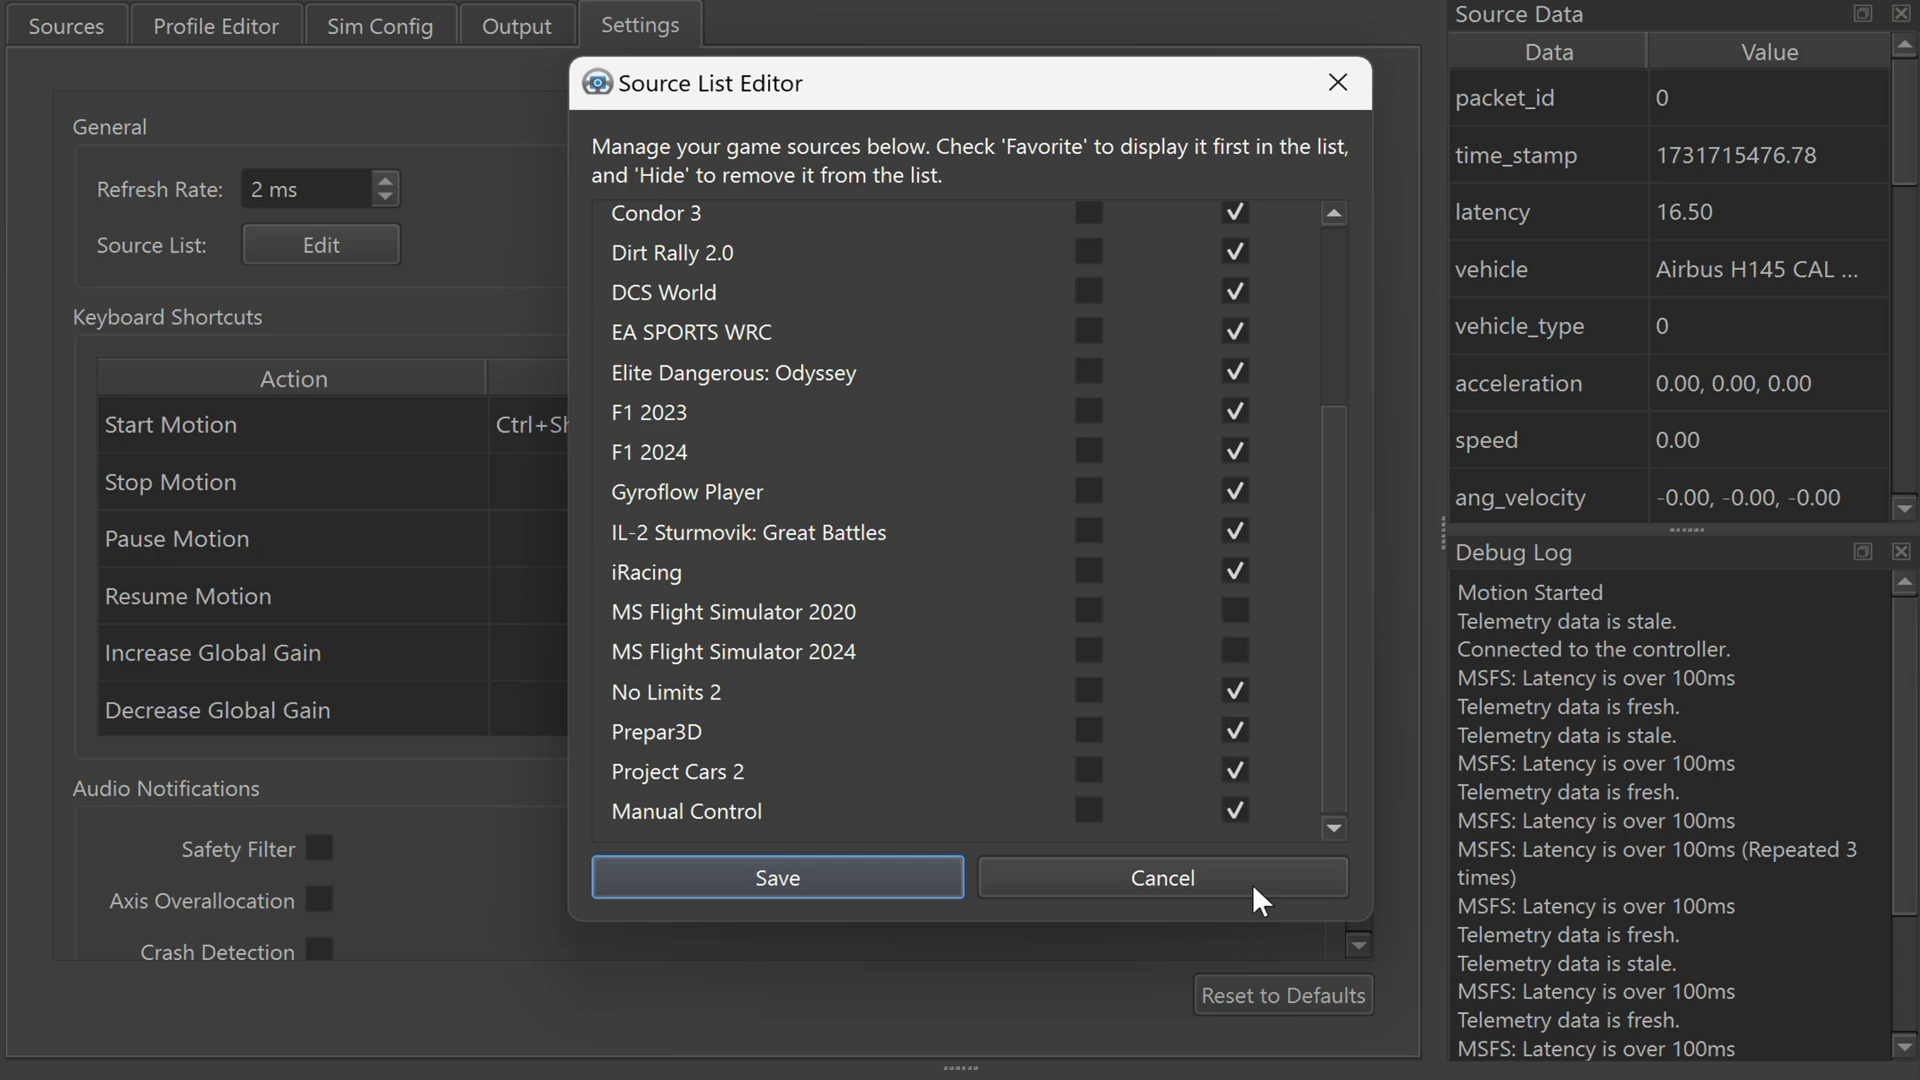 Sources
Profile Editor
Sim Config
Output
Settings
General
Refresh Rate:
2 ms
Source List:
Edit
Keyboard Shortcuts
Action
Start Motion
Ctrl+Sh
Stop Motion
Pause Motion
Resume Motion
Increase Global Gain
Decrease Global Gain
Audio Notifications
Safety Filter
Axis Overallocation
Crash Detection
Reset to Defaults
Source List Editor
Manage your game sources below. Check 'Favorite' to display it first in the list,
and 'Hide' to remove it from the list.
Condor 3
Dirt Rally 2.0
DCS World
EA SPORTS WRC
Elite Dangerous: Odyssey
F1 2023
F1 2024
Gyroflow Player
IL-2 Sturmovik: Great Battles
iRacing
MS Flight Simulator 2020
MS Flight Simulator 2024
No Limits 2
Prepar3D
Project Cars 2
Manual Control
Save
Cancel
Source Data
Data Value
packet_id 0
time_stamp 1731715476.78
latency 16.50
vehicle Airbus H145 CAL ...
vehicle_type 0
acceleration 0.00, 0.00, 0.00
speed 0.00
ang_velocity -0.00, -0.00, -0.00
Debug Log
Motion Started
Telemetry data is stale.
Connected to the controller.
MSFS: Latency is over 100ms
Telemetry data is fresh.
Telemetry data is stale.
MSFS: Latency is over 100ms
Telemetry data is fresh.
MSFS: Latency is over 100ms
MSFS: Latency is over 100ms (Repeated 3
times)
MSFS: Latency is over 100ms
Telemetry data is fresh.
Telemetry data is stale.
MSFS: Latency is over 100ms
Telemetry data is fresh.
MSFS: Latency is over 100ms